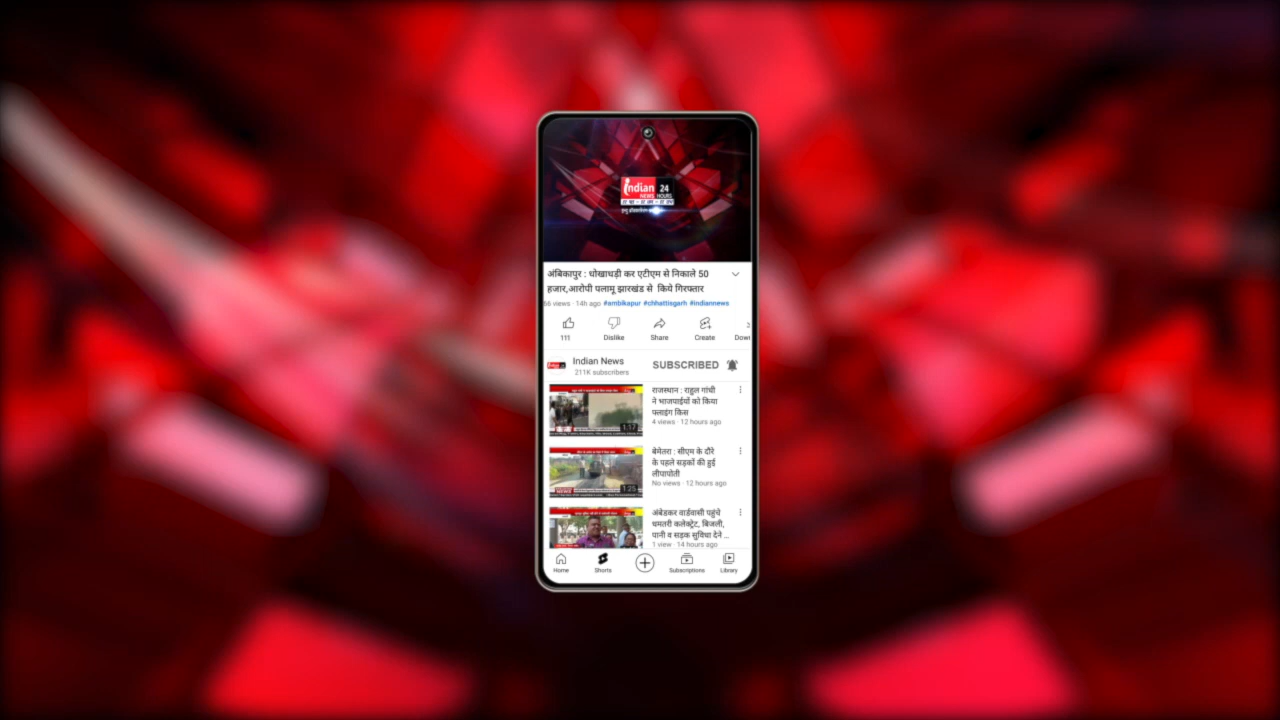 Indian 24
NEWS HOURS
अंबिकापुर : धोखाधड़ी कर एटीएम से निकाले 50
हजार,आरोपी पलामू झारखंड से किये गिरफ्तार
66 views · 14h ago #ambikapur #chhattisgarh #indiannews
111 Dislike Share Create
Indian News
211K subscribers
SUBSCRIBED
राजस्थान : राहुल गांधी
ने भाजपाईयों को किया
फ्लाइंग किस
4 views · 12 hours ago
1:17
बेमेतरा : सीएम के दौरे
के पहले सड़कों की हुई
लीपापोती
No views · 12 hours ago
1:25
अंबेडकर वार्डवासी पहुंचे
धमतरी कलेक्ट्रेट, बिजली,
पानी व सड़क सुविधा देने ...
1 view · 14 hours ago
Home Shorts Subscriptions Library